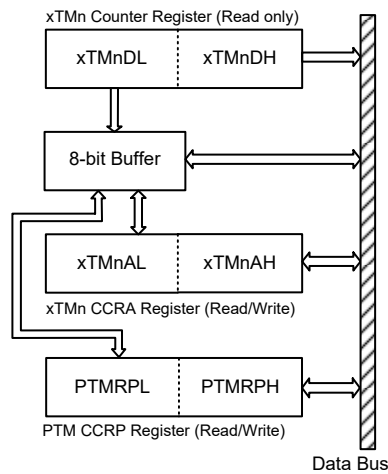 xTMn Counter Register (Read only)
xTMnDL xTMnDH
8-bit Buffer
xTMnAL xTMnAH
xTMn CCRA Register (Read/Write)
PTMRPL PTMRPH
PTM CCRP Register (Read/Write)
Data Bus